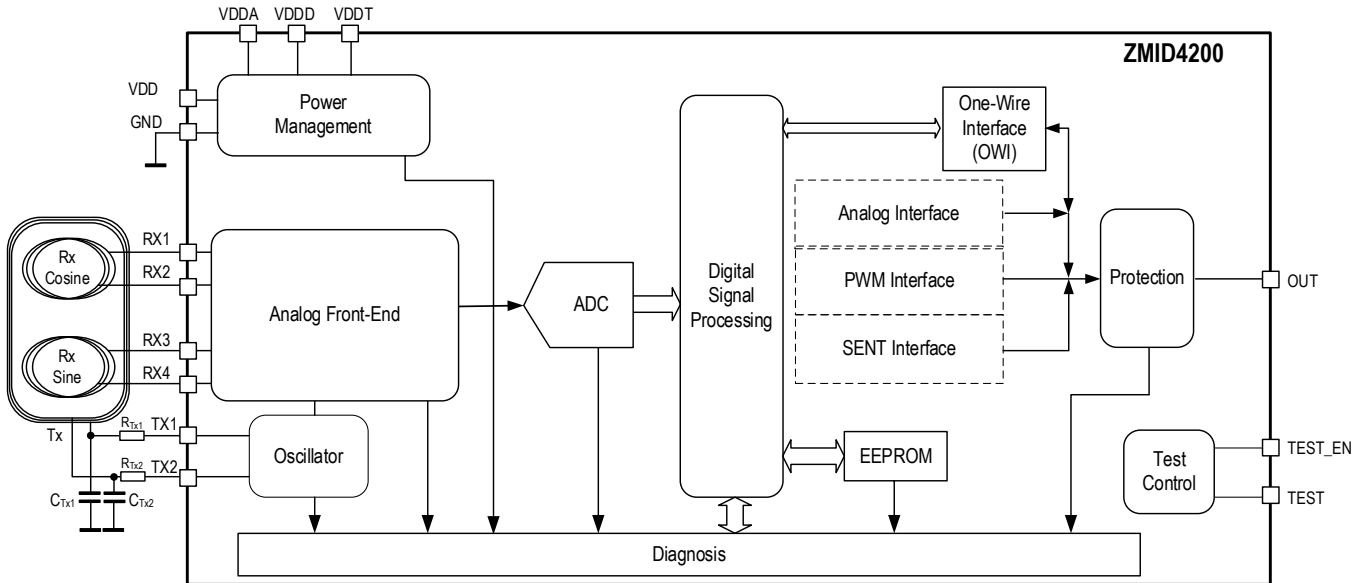 VDDA VDDD VDDT
ZMID4200
VDD
GND
Power
Management
One-Wire
Interface
(OWI)
Analog Interface
PWM Interface
SENT Interface
Digital
Signal
Processing
Protection
OUT
RX1
RX2
RX3
RX4
Rx
Cosine
Rx
Sine
Analog Front-End
ADC
Tx
RTx1
TX1
RTx2
TX2
CTx1
CTx2
Oscillator
EEPROM
Test
Control
TEST_EN
TEST
Diagnosis